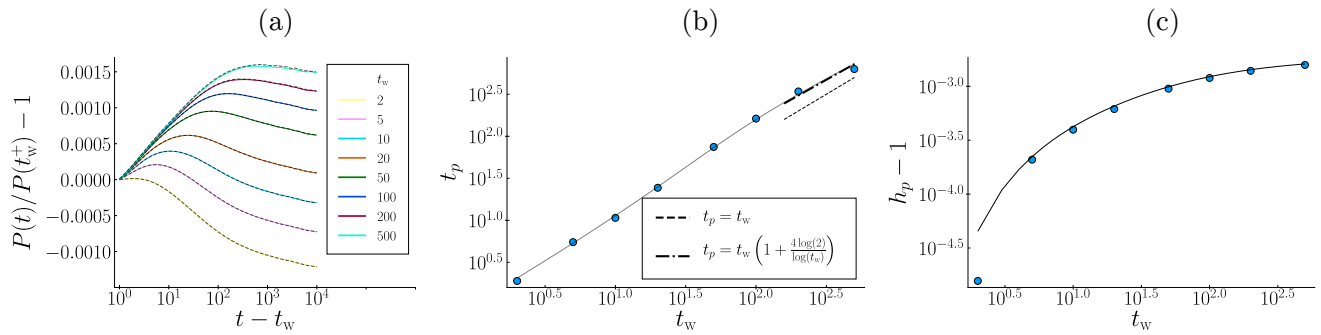 (a)
P(t)/P(t_w^+) − 1
0.0015
0.0010
0.0005
0.0000
−0.0005
−0.0010
10^0 10^1 10^2 10^3 10^4
t − t_w
t_w
2
5
10
20
50
100
200
500
(b)
t_p
10^2.5
10^2.0
10^1.5
10^1.0
10^0.5
10^0.5 10^1.0 10^1.5 10^2.0 10^2.5
t_w
t_p = t_w
t_p = t_w (1 + 4 log(2)/log(t_w))
(c)
h_p − 1
10^−3.0
10^−3.5
10^−4.0
10^−4.5
10^0.5 10^1.0 10^1.5 10^2.0 10^2.5
t_w